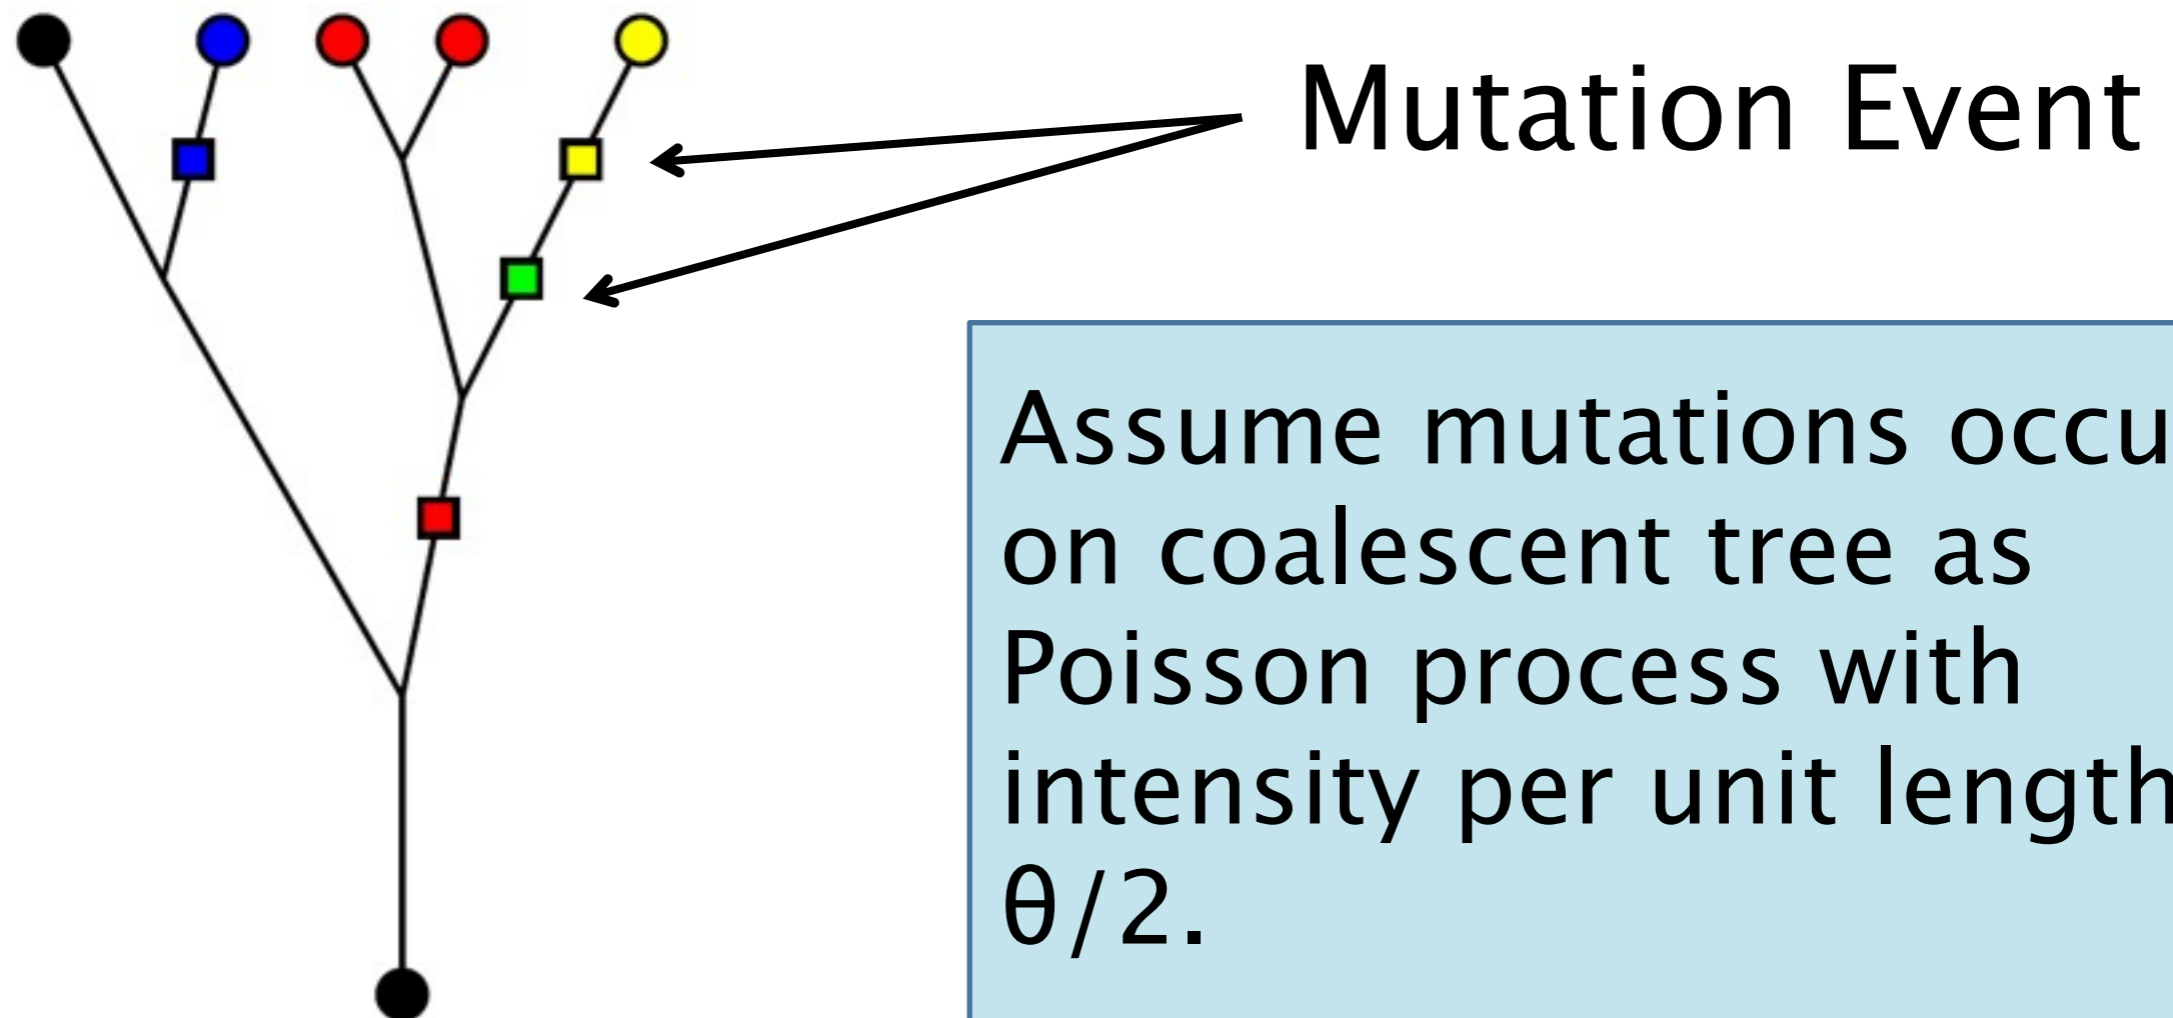 Mutation Event
Assume mutations occu
on coalescent tree as
Poisson process with
intensity per unit length
θ/2.